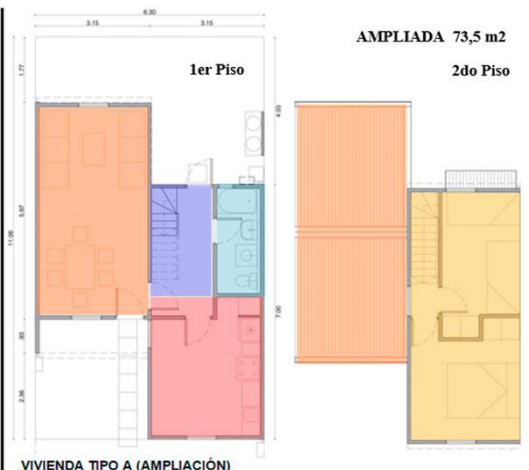 6.30
3.15 3.15
AMPLIADA 73,5 m2
1er Piso
2do Piso
1.77
4.03
5.97
11.06
7.00
.93
2.36
VIVIENDA TIPO A (AMPLIACIÓN)